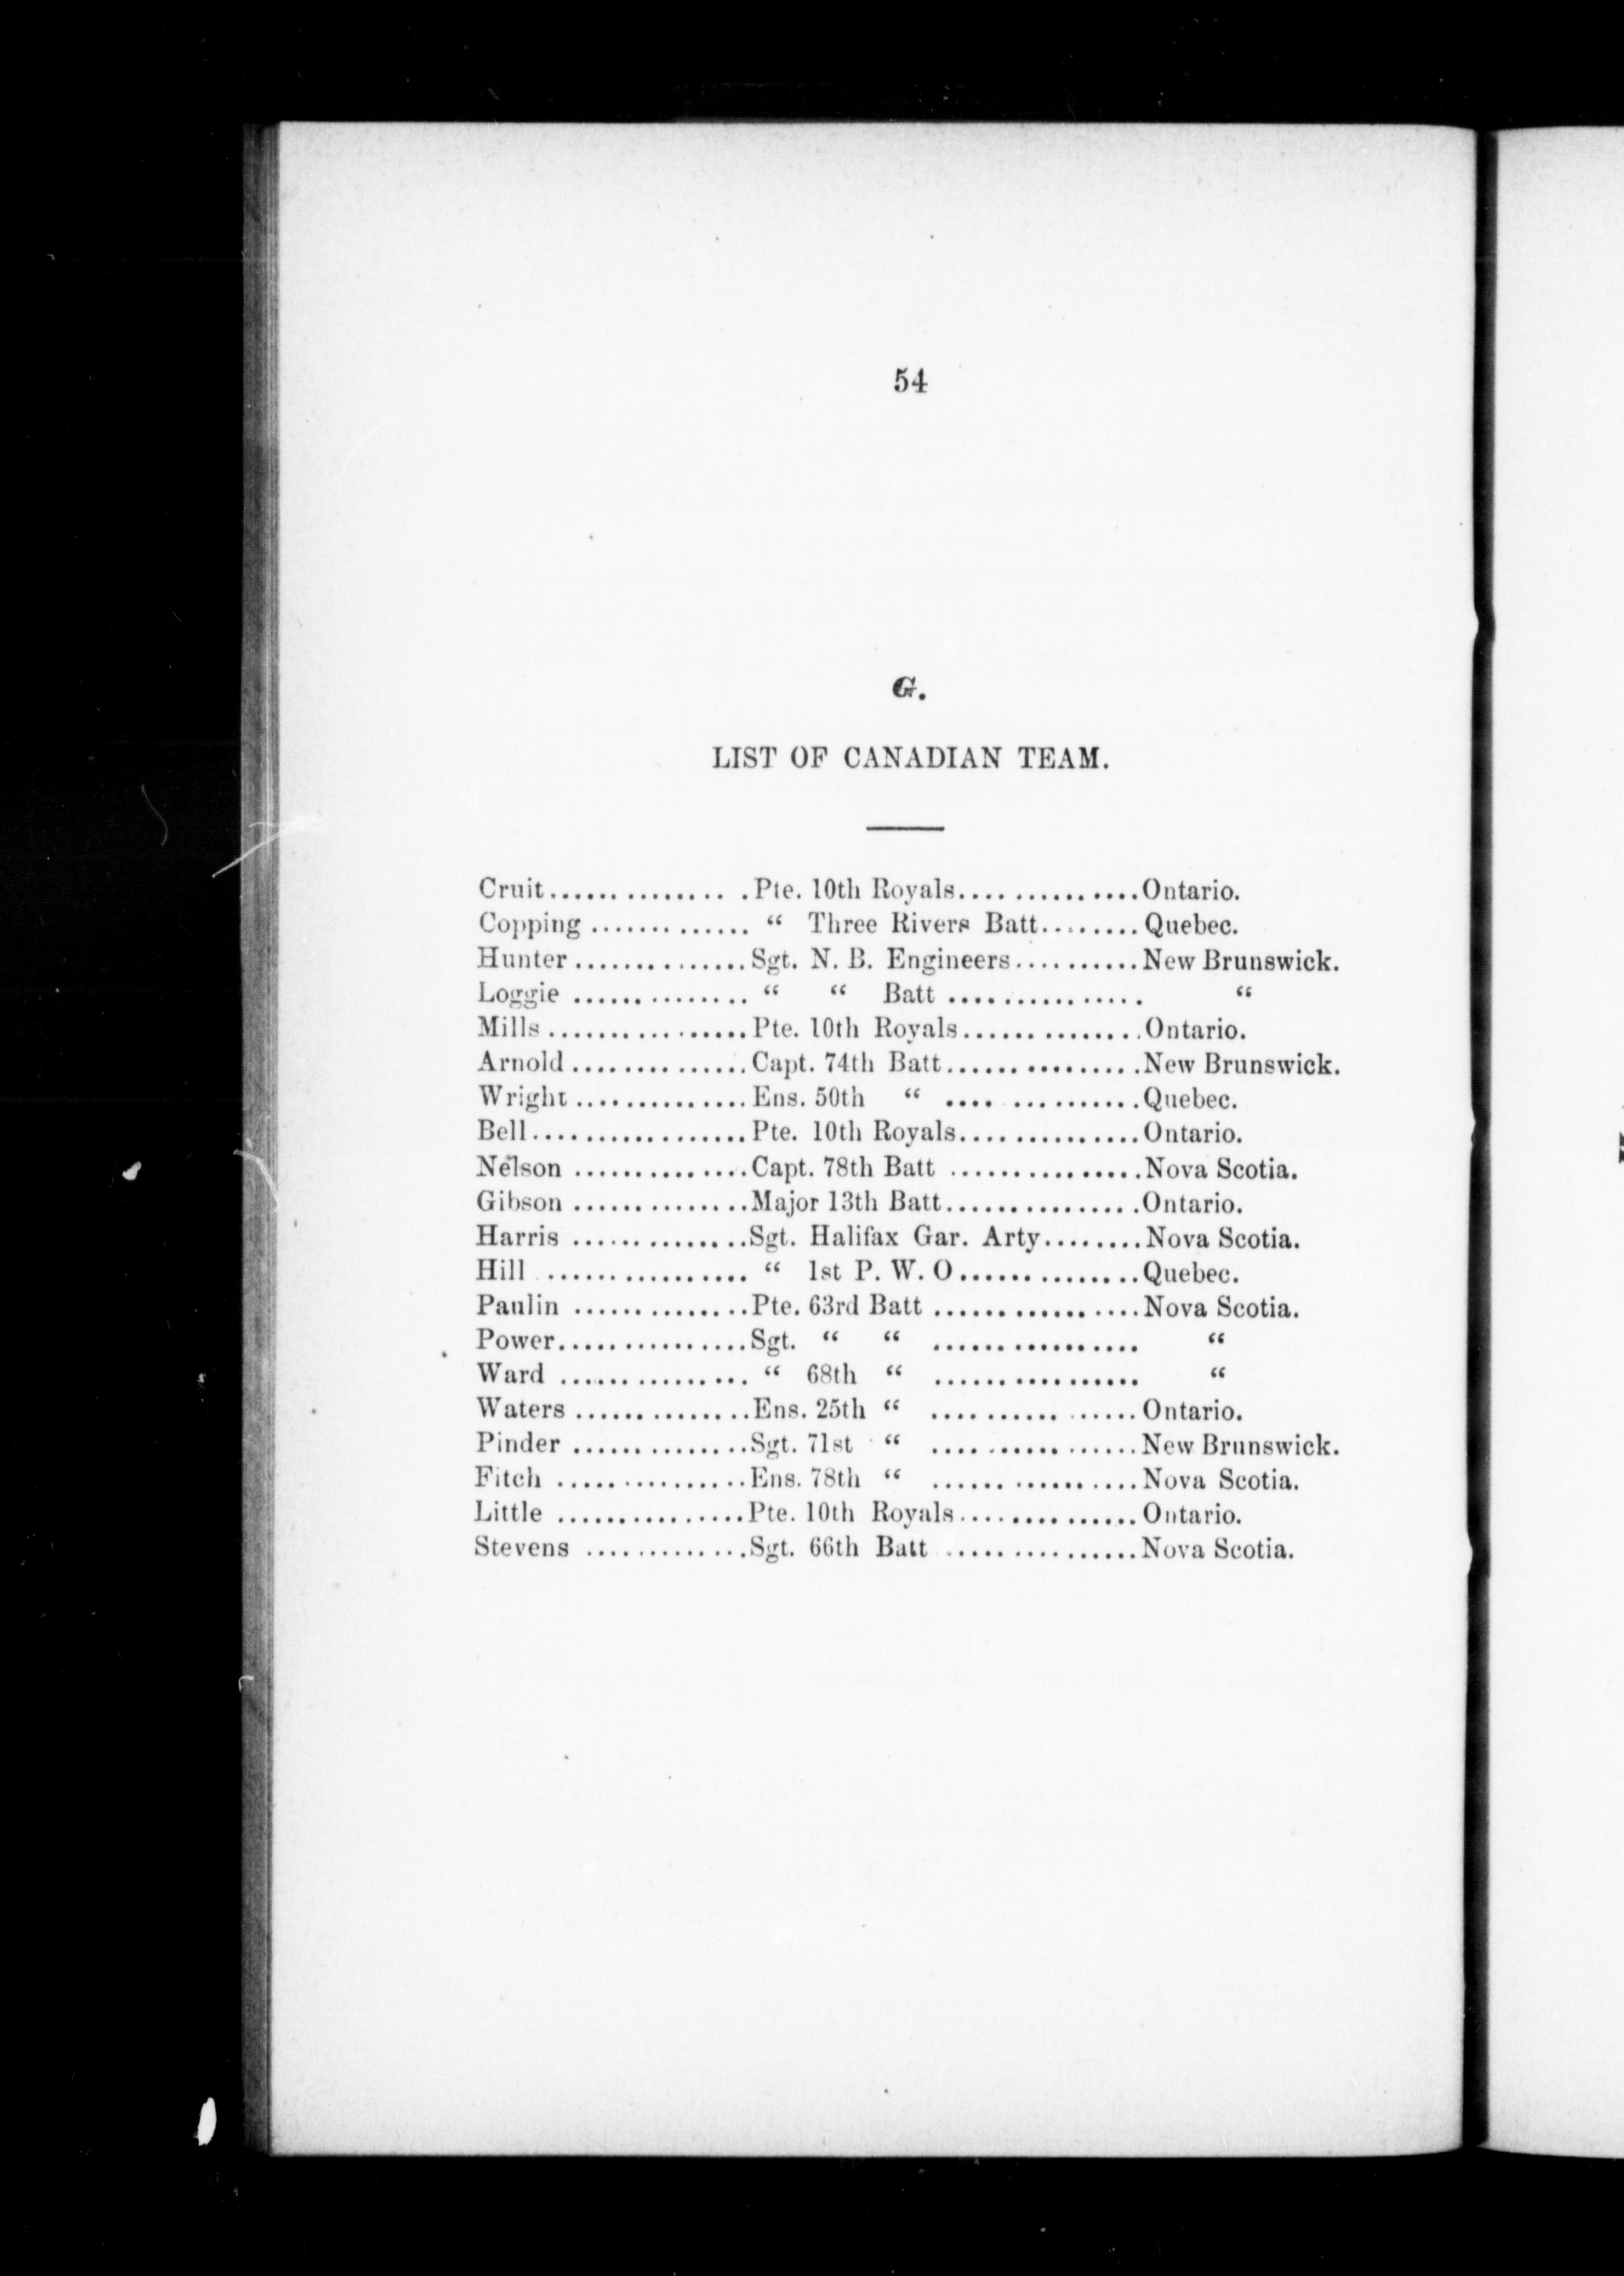 54
G.
LIST OF CANADIAN TEAM.
Cruit................ .Pte. 10th Royals................Ontario.
Copping .............. “ Three Rivers Batt........Quebec.
Hunter...............Sgt. N. B. Engineers..........New Brunswick.
Loggie ............... “ “ Batt ................ “
Mills.................Pte. 10th Royals................Ontario.
Arnold...............Capt. 74th Batt................New Brunswick.
Wright...............Ens. 50th “ .... ...........Quebec.
Bell..................Pte. 10th Royals...............Ontario.
Nelson ..............Capt. 78th Batt ................Nova Scotia.
Gibson ..............Major 13th Batt................Ontario.
Harris ...............Sgt. Halifax Gar. Arty........Nova Scotia.
Hill ................. “ 1st P. W. O...............Quebec.
Paulin ..............Pte. 63rd Batt .................Nova Scotia.
Power................Sgt. “ “ ................. “
Ward ................ “ 68th “ ................. “
Waters ...............Ens. 25th “ .................Ontario.
Pinder ...............Sgt. 71st “ .................New Brunswick.
Fitch ................Ens. 78th “ .................Nova Scotia.
Little ................Pte. 10th Royals...............Ontario.
Stevens ..............Sgt. 66th Batt ................Nova Scotia.